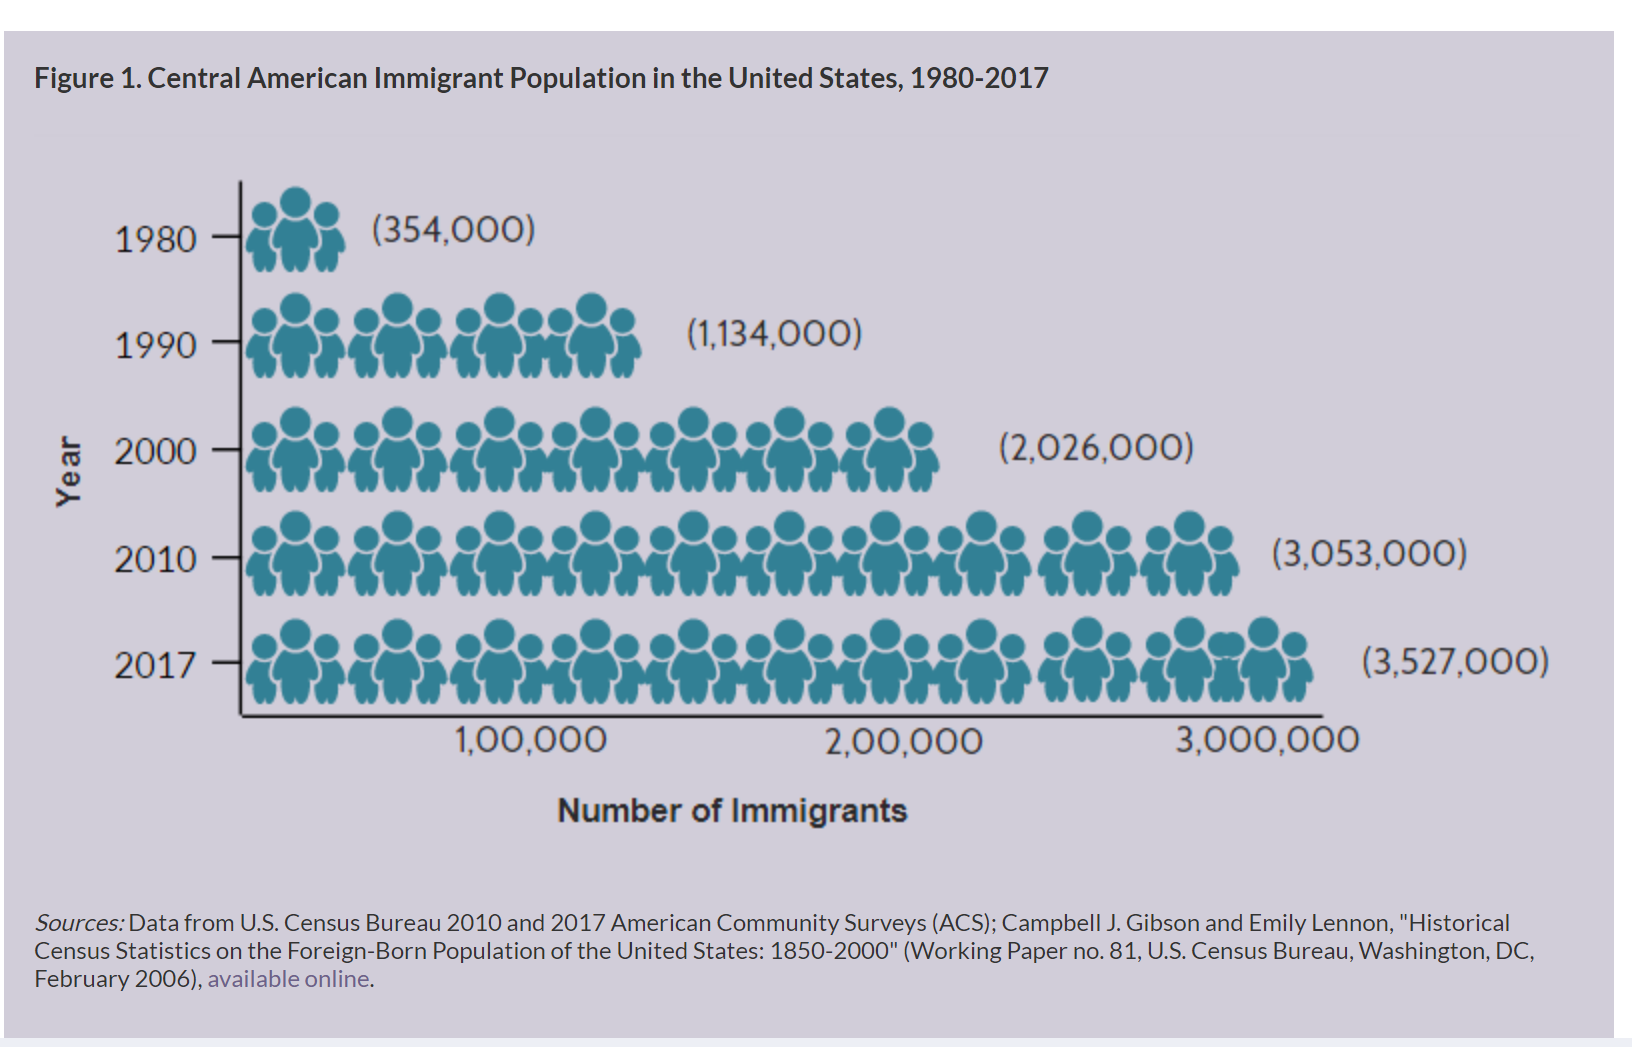 Figure 1. Central American Immigrant Population in the United States, 1980-2017
1980 (354,000)
1990 (1,134,000)
Year
2000 (2,026,000)
2010 (3,053,000)
2017 (3,527,000)
1,00,000 2,00,000 3,000,000
Number of Immigrants
Sources: Data from U.S. Census Bureau 2010 and 2017 American Community Surveys (ACS); Campbell J. Gibson and Emily Lennon, "Historical
Census Statistics on the Foreign-Born Population of the United States: 1850-2000" (Working Paper no. 81, U.S. Census Bureau, Washington, DC,
February 2006), available online.